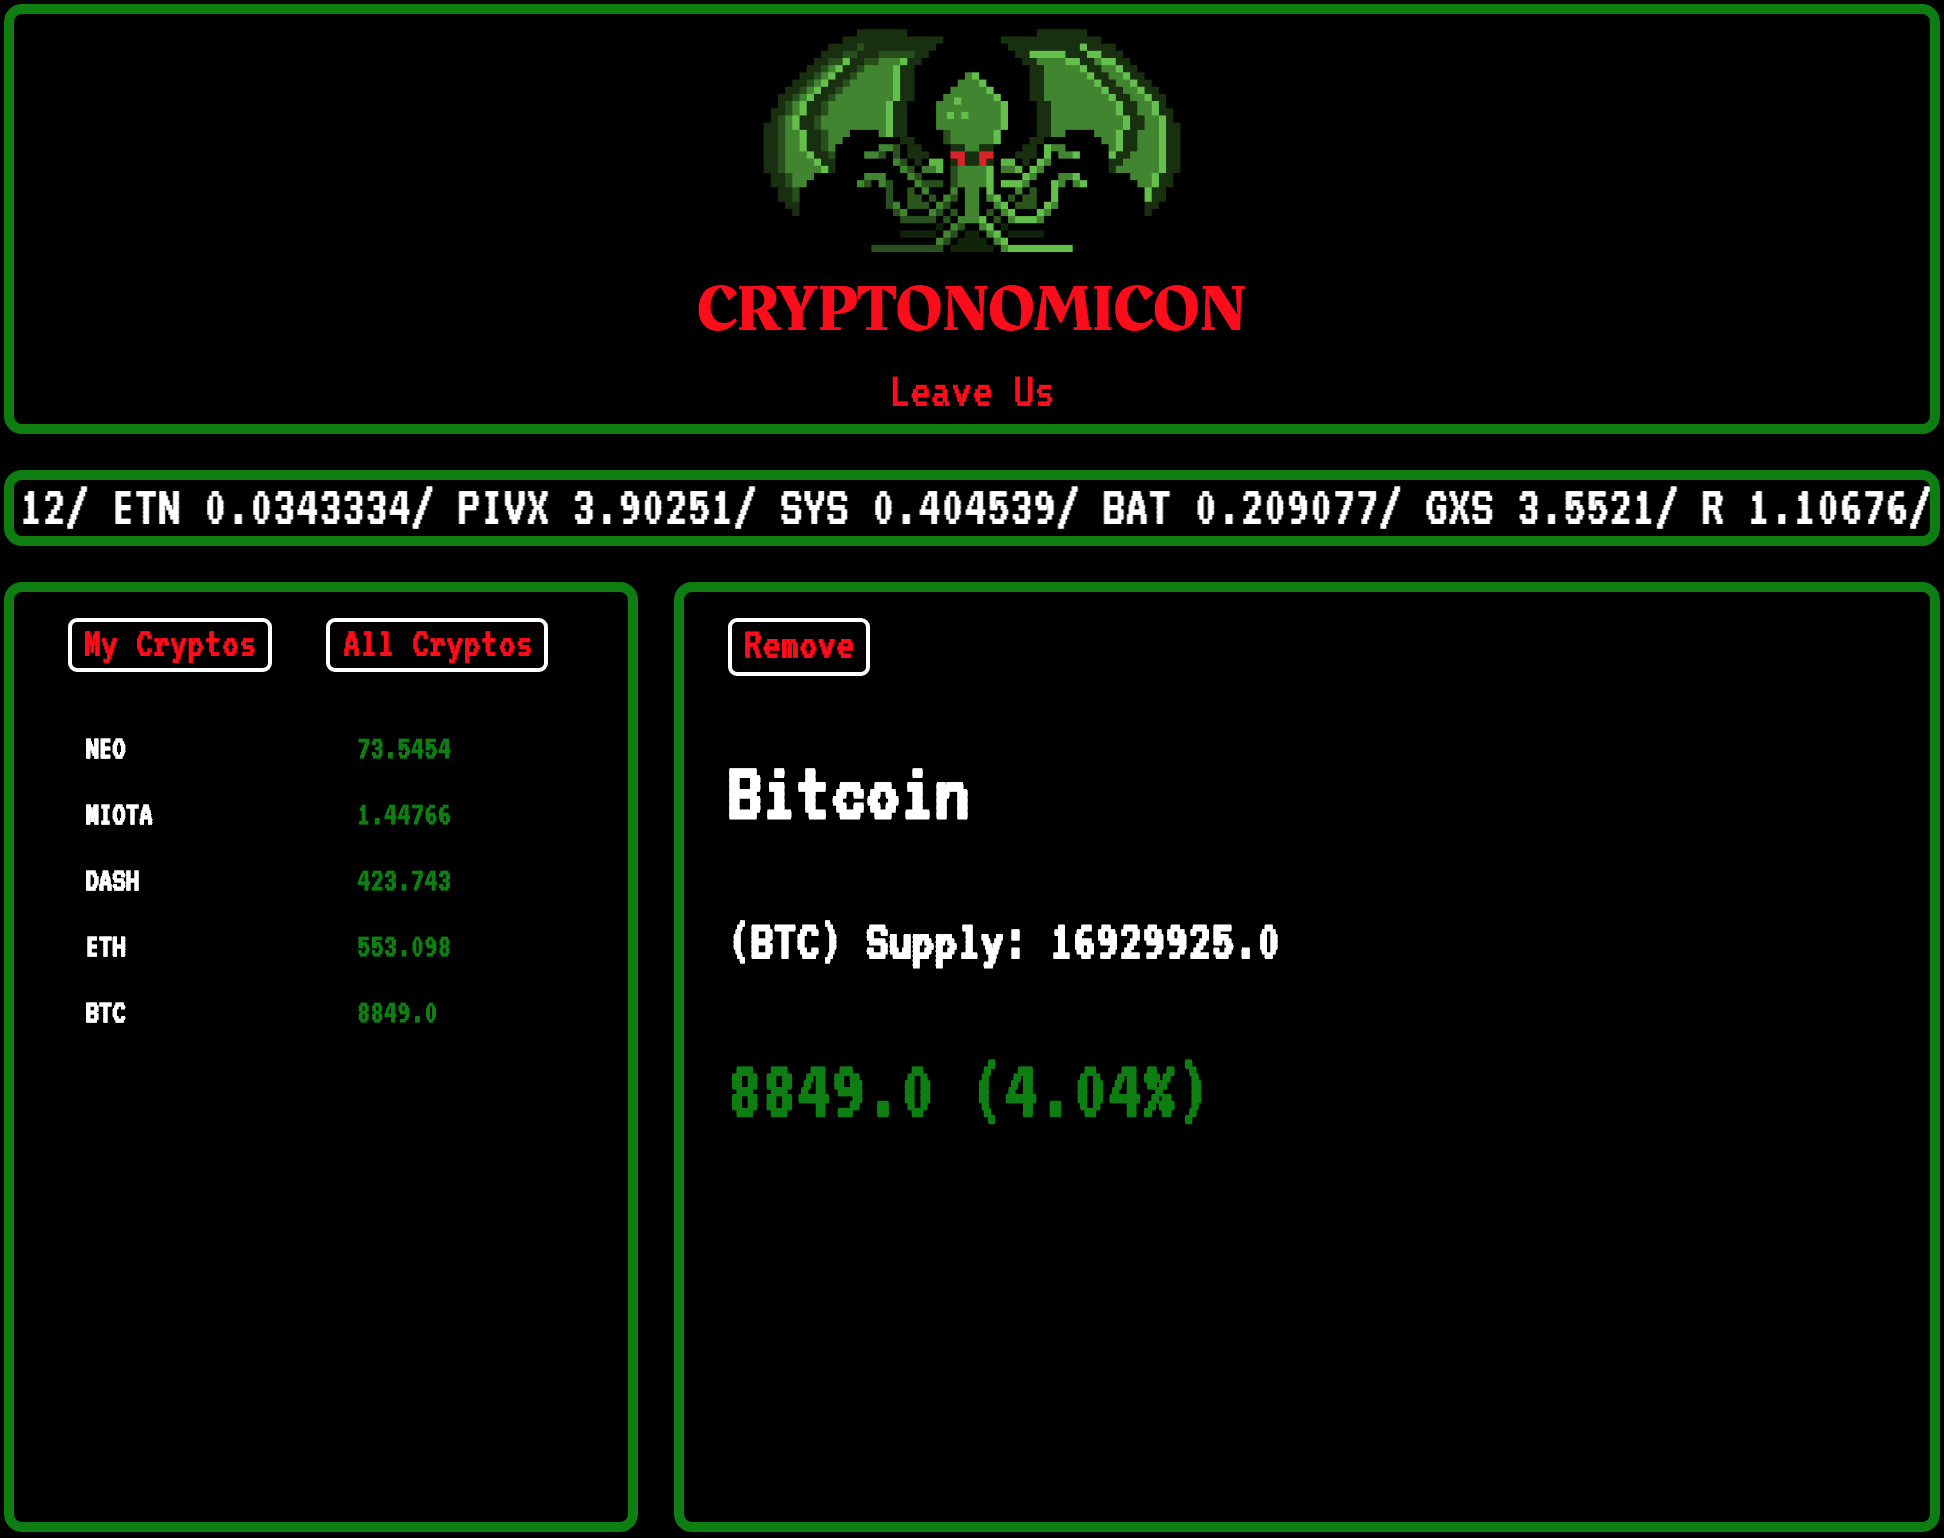 CRYPTONOMICON
Leave Us
12/ ETN 0.0343334/ PIVX 3.90251/ SYS 0.404539/ BAT 0.209077/ GXS 3.5521/ R 1.10676/
My Cryptos All Cryptos
NEO 73.5454
MIOTA 1.44766
DASH 423.743
ETH 553.098
BTC 8849.0
Remove
Bitcoin
(BTC) Supply: 16929925.0
8849.0 (4.04%)